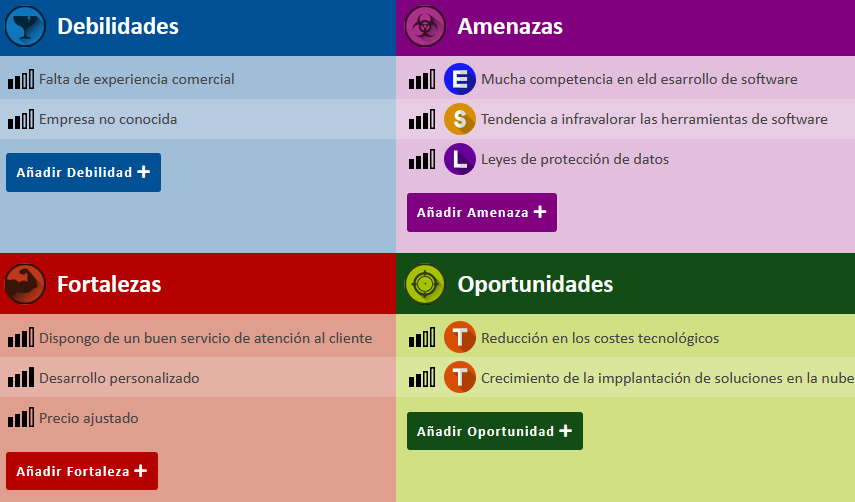 Debilidades
Falta de experiencia comercial
Empresa no conocida
Añadir Debilidad +
Amenazas
E Mucha competencia en eld esarrollo de software
S Tendencia a infravalorar las herramientas de software
L Leyes de protección de datos
Añadir Amenaza +
Fortalezas
Dispongo de un buen servicio de atención al cliente
Desarrollo personalizado
Precio ajustado
Añadir Fortaleza +
Oportunidades
T Reducción en los costes tecnológicos
T Crecimiento de la impplantación de soluciones en la nube
Añadir Oportunidad +